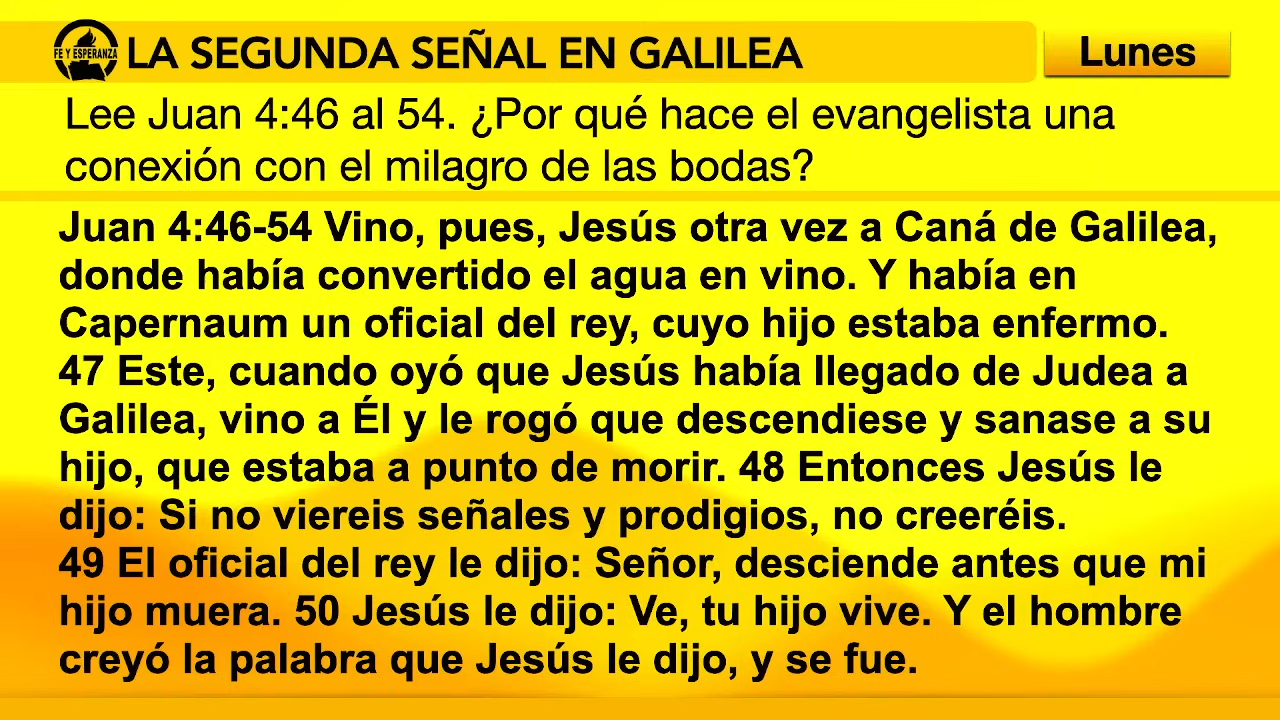 FE Y ESPERANZA
LA SEGUNDA SEÑAL EN GALILEA
Lunes
Lee Juan 4:46 al 54. ¿Por qué hace el evangelista una
conexión con el milagro de las bodas?
Juan 4:46-54 Vino, pues, Jesús otra vez a Caná de Galilea,
donde había convertido el agua en vino. Y había en
Capernaum un oficial del rey, cuyo hijo estaba enfermo.
47 Este, cuando oyó que Jesús había llegado de Judea a
Galilea, vino a Él y le rogó que descendiese y sanase a su
hijo, que estaba a punto de morir. 48 Entonces Jesús le
dijo: Si no viereis señales y prodigios, no creeréis.
49 El oficial del rey le dijo: Señor, desciende antes que mi
hijo muera. 50 Jesús le dijo: Ve, tu hijo vive. Y el hombre
creyó la palabra que Jesús le dijo, y se fue.